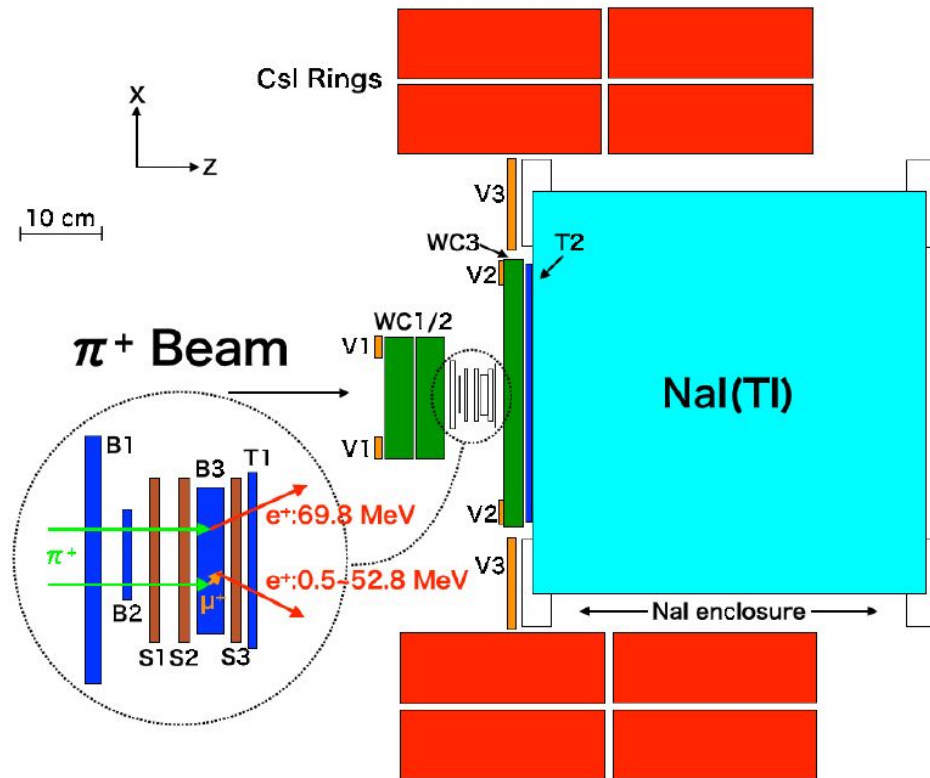 CsI Rings
X
Z
10 cm
V3
WC3
T2
V2
WC1/2
V1
π+ Beam
NaI(Tl)
V1
B1
B3
T1
V2
e+:69.8 MeV
π+
V3
e+:0.5–52.8 MeV
μ+
B2
NaI enclosure
S1 S2
S3